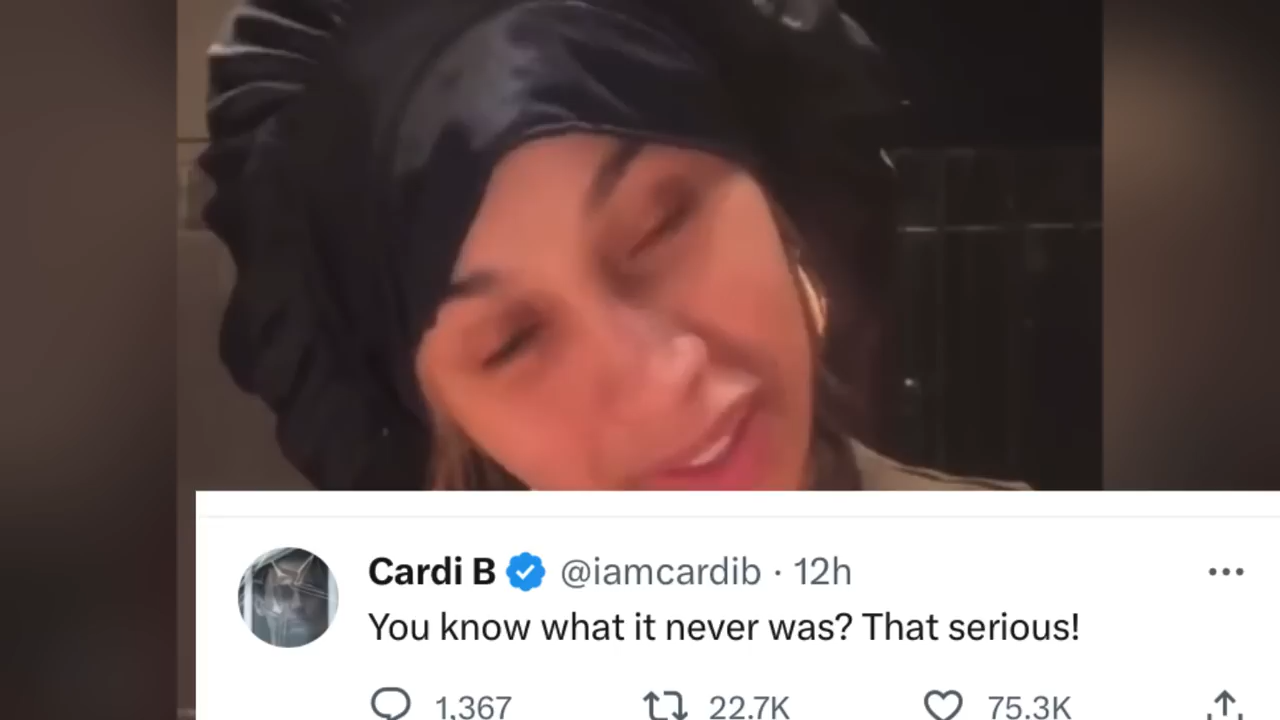 Cardi B @iamcardib · 12h
You know what it never was? That serious!
1,367 22.7K 75.3K